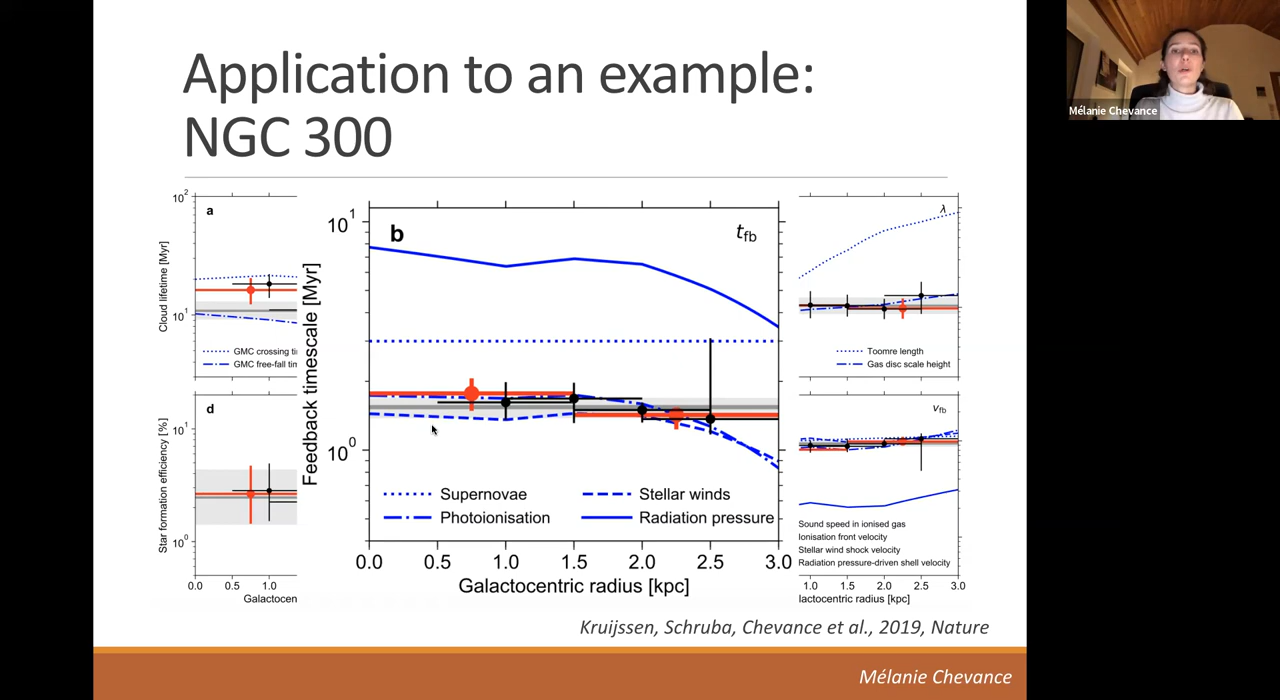 Application to an example:
NGC 300
Mélanie Chevance
a
10²
10¹
Cloud lifetime [Myr]
GMC crossing ti
GMC free-fall tim
b
t_fb
10¹
10⁰
Feedback timescale [Myr]
Supernovae
Stellar winds
Photoionisation
Radiation pressure
0.0 0.5 1.0 1.5 2.0 2.5 3.0
Galactocentric radius [kpc]
λ
Toomre length
Gas disc scale height
d
10¹
10⁰
Star formation efficiency [%]
0.0 0.5 1.0
Galactocen
v_fb
Sound speed in ionised gas
Ionisation front velocity
Stellar wind shock velocity
Radiation pressure-driven shell velocity
1.0 1.5 2.0 2.5 3.0
lactocentric radius [kpc]
Kruijssen, Schruba, Chevance et al., 2019, Nature
Mélanie Chevance